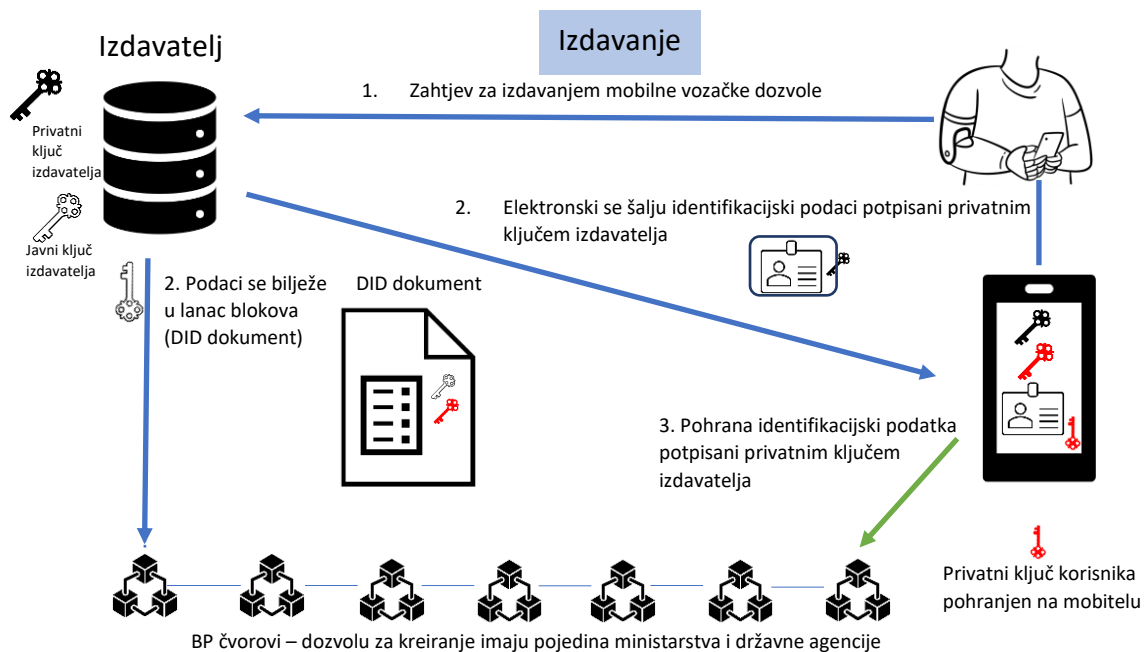 Izdavanje
Izdavatelj
1. Zahtjev za izdavanjem mobilne vozačke dozvole
Privatni
ključ
izdavatelja
Javni ključ
izdavatelja
2. Elektronski se šalju identifikacijski podaci potpisani privatnim
ključem izdavatelja
2. Podaci se bilježe
u lanac blokova
(DID dokument)
DID dokument
3. Pohrana identifikacijski podatka
potpisani privatnim ključem
izdavatelja
Privatni ključ korisnika
pohranjen na mobitelu
BP čvorovi – dozvolu za kreiranje imaju pojedina ministarstva i državne agencije